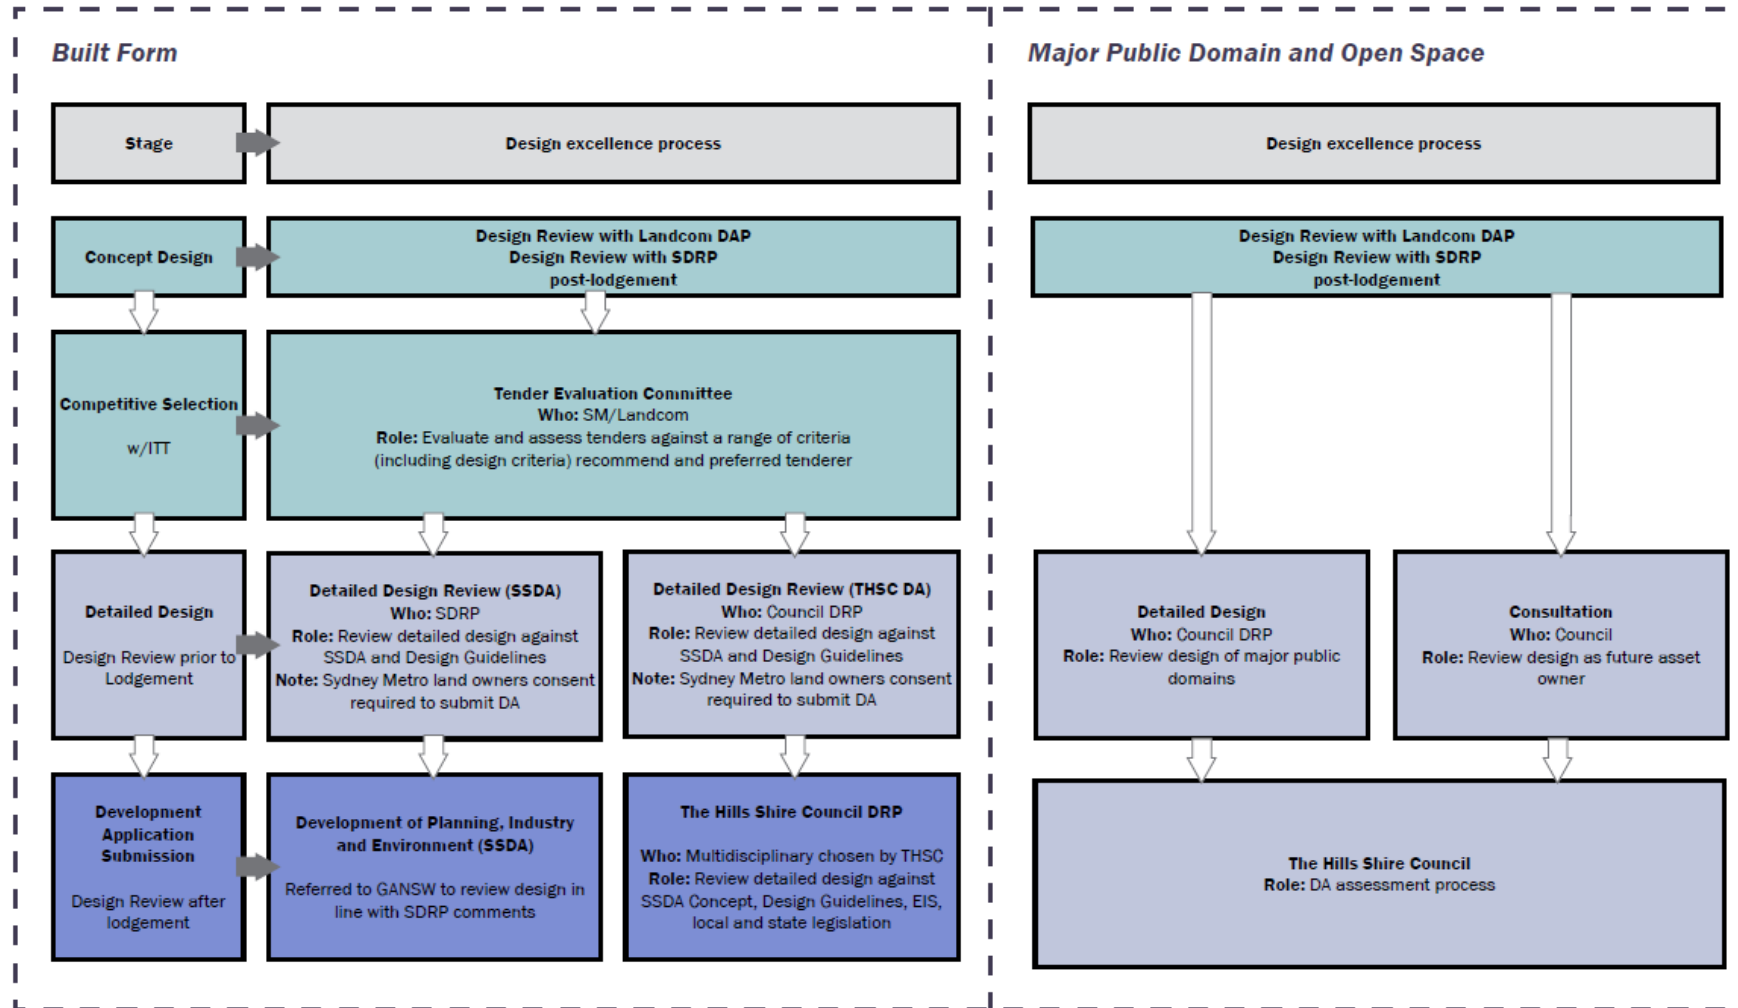 Built Form
Stage
Design excellence process
Concept Design
Design Review with Landcom DAP
Design Review with SDRP
post-lodgement
Competitive Selection
w/ITT
Tender Evaluation Committee
Who: SM/Landcom
Role: Evaluate and assess tenders against a range of criteria
(including design criteria) recommend and preferred tenderer
Detailed Design
Design Review prior to
Lodgement
Detailed Design Review (SSDA)
Who: SDRP
Role: Review detailed design against
SSDA and Design Guidelines
Note: Sydney Metro land owners consent
required to submit DA
Detailed Design Review (THSC DA)
Who: Council DRP
Role: Review detailed design against
SSDA and Design Guidelines
Note: Sydney Metro land owners consent
required to submit DA
Development
Application
Submission
Design Review after
lodgement
Development of Planning, Industry
and Environment (SSDA)
Referred to GANSW to review design in
line with SDRP comments
The Hills Shire Council DRP
Who: Multidisciplinary chosen by THSC
Role: Review detailed design against
SSDA Concept, Design Guidelines, EIS,
local and state legislation
Major Public Domain and Open Space
Design excellence process
Design Review with Landcom DAP
Design Review with SDRP
post-lodgement
Detailed Design
Who: Council DRP
Role: Review design of major public
domains
Consultation
Who: Council
Role: Review design as future asset
owner
The Hills Shire Council
Role: DA assessment process